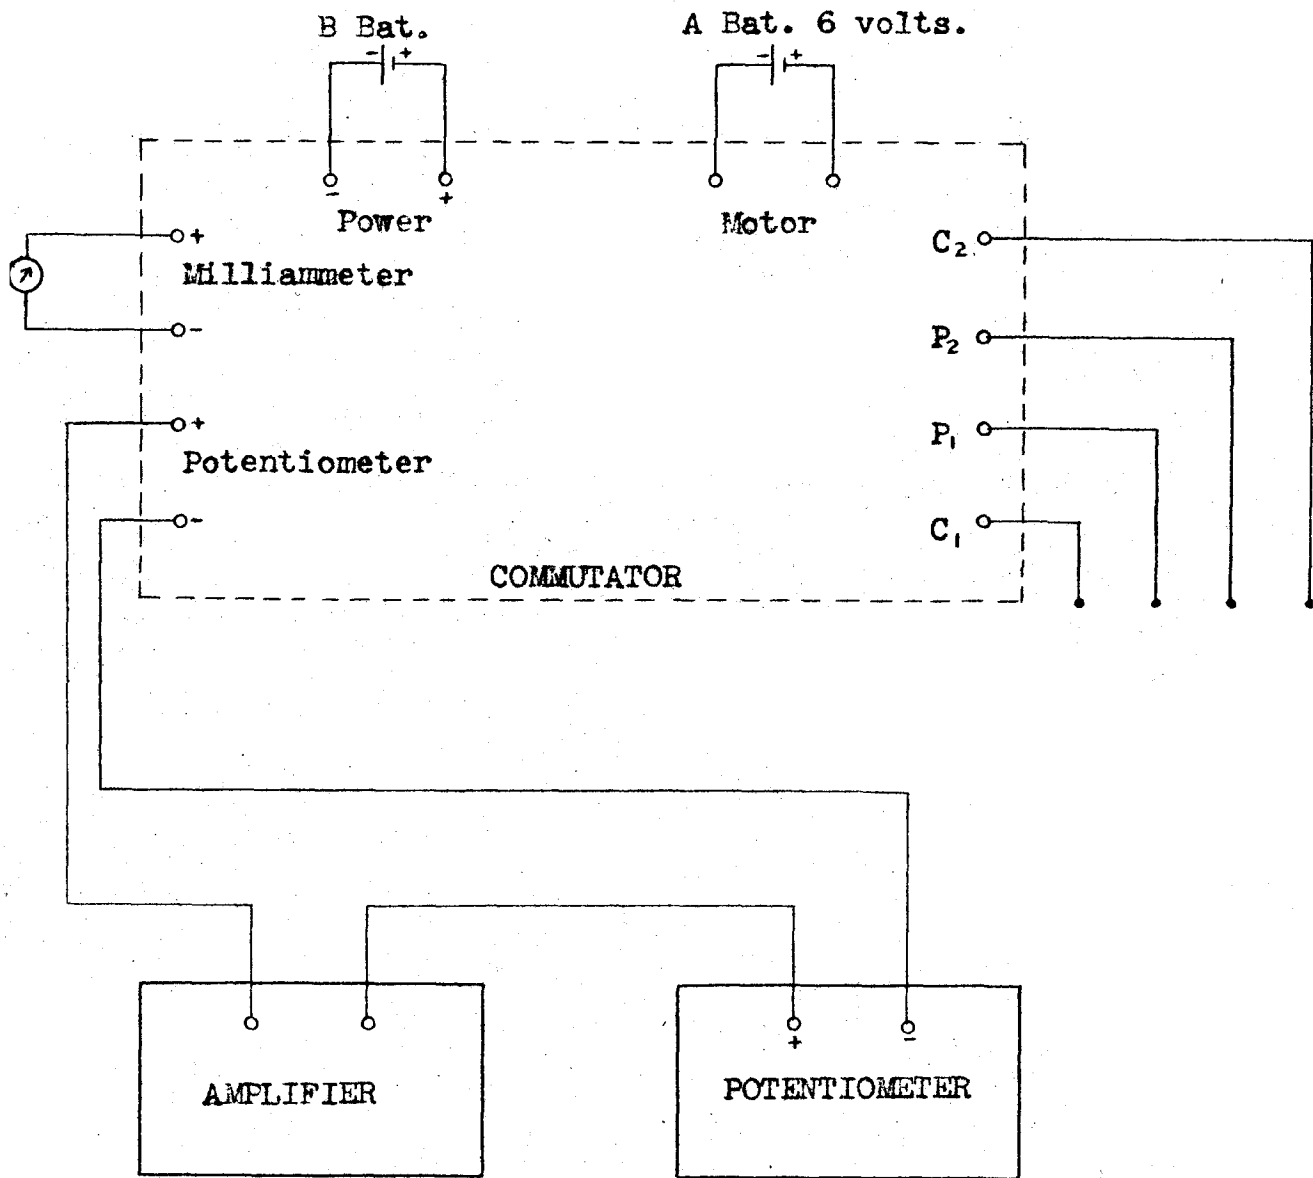 B Bat.
A Bat. 6 volts.
- +
- +
-
+
Power
Motor
+
Milliammeter
-
+
Potentiometer
-
C₂
P₂
P₁
C₁
COMMUTATOR
+
-
AMPLIFIER
POTENTIOMETER